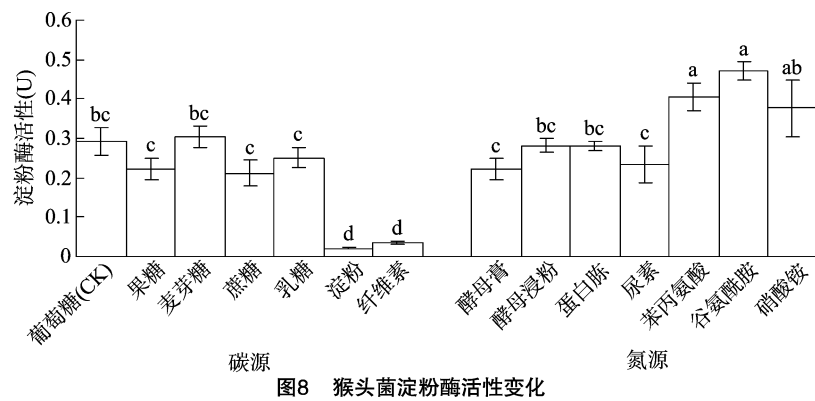 淀粉酶活性(U)
0.6
0.5
0.4
0.3
0.2
0.1
0
bc
c
bc
c
c
d
d
c
bc
bc
c
a
a
ab
葡萄糖(CK)
果糖
麦芽糖
蔗糖
乳糖
淀粉
纤维素
酵母膏
酵母浸粉
蛋白胨
尿素
苯丙氨酸
谷氨酰胺
硝酸铵
碳源
氮源
图8 猴头菌淀粉酶活性变化